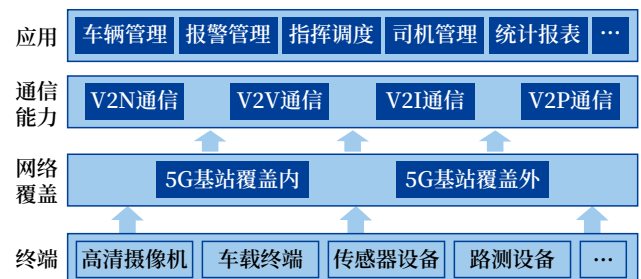 应用 车辆管理 报警管理 指挥调度 司机管理 统计报表 …
通信
能力
V2N通信 V2V通信 V2I通信 V2P通信
网络
覆盖
5G基站覆盖内 5G基站覆盖外
终端 高清摄像机 车载终端 传感器设备 路测设备 …